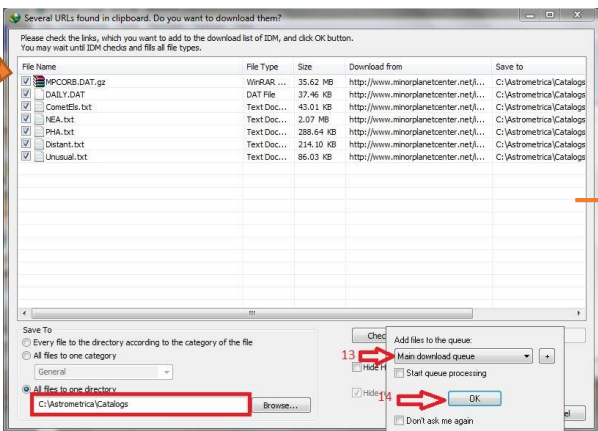 Several URLs found in clipboard. Do you want to download them?
Please check the links, which you want to add to the download list of IDM, and click OK button.
You may wait until IDM checks and fills all file types.
File Name File Type Size Download from Save to
MPCORB.DAT.gz WinRAR ... 35.62 MB http://www.minorplanetcenter.net/i... C:\Astrometrica\Catalogs
DAILY.DAT DAT File 37.46 KB http://www.minorplanetcenter.net/i... C:\Astrometrica\Catalogs
CometEls.txt Text Doc... 43.01 KB http://www.minorplanetcenter.net/i... C:\Astrometrica\Catalogs
NEA.txt Text Doc... 2.07 MB http://www.minorplanetcenter.net/i... C:\Astrometrica\Catalogs
PHA.txt Text Doc... 288.64 KB http://www.minorplanetcenter.net/i... C:\Astrometrica\Catalogs
Distant.txt Text Doc... 214.10 KB http://www.minorplanetcenter.net/i... C:\Astrometrica\Catalogs
Unusual.txt Text Doc... 86.03 KB http://www.minorplanetcenter.net/i... C:\Astrometrica\Catalogs
Save To
Every file to the directory according to the category of the file
All files to one category
General
All files to one directory
C:\Astrometrica\Catalogs Browse...
Chec
Hide H
Hide
Add files to the queue:
13 Main download queue +
Start queue processing
14 OK
Don't ask me again
el